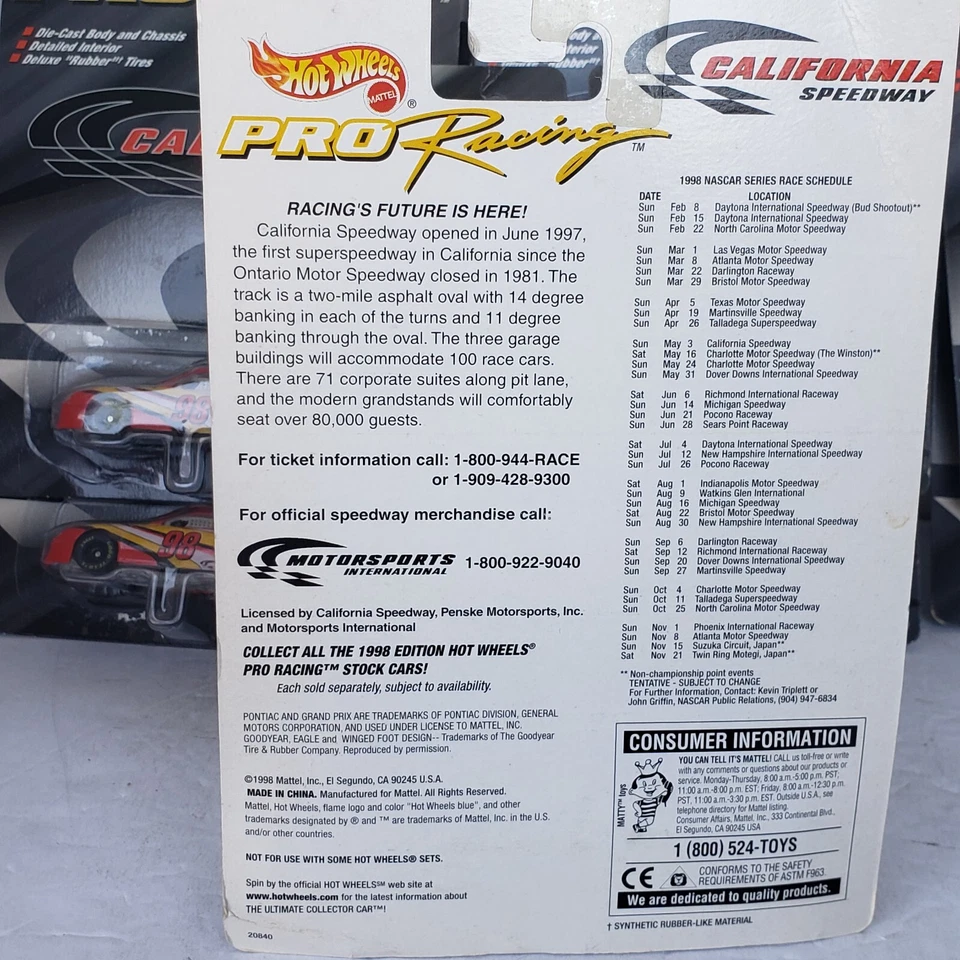 PRO
Die-Cast Body and Chassis
Detailed Interior
Deluxe "Rubber"† Tires
CAL
98
98
Hot Wheels
MATTEL
®
PRO Racing™
CALIFORNIA
SPEEDWAY
RACING'S FUTURE IS HERE!
California Speedway opened in June 1997,
the first superspeedway in California since the
Ontario Motor Speedway closed in 1981. The
track is a two-mile asphalt oval with 14 degree
banking in each of the turns and 11 degree
banking through the oval. The three garage
buildings will accommodate 100 race cars.
There are 71 corporate suites along pit lane,
and the modern grandstands will comfortably
seat over 80,000 guests.
For ticket information call: 1-800-944-RACE
or 1-909-428-9300
For official speedway merchandise call:
MOTORSPORTS
INTERNATIONAL
1-800-922-9040
Licensed by California Speedway, Penske Motorsports, Inc.
and Motorsports International
COLLECT ALL THE 1998 EDITION HOT WHEELS®
PRO RACING™ STOCK CARS!
Each sold separately, subject to availability.
PONTIAC AND GRAND PRIX ARE TRADEMARKS OF PONTIAC DIVISION, GENERAL
MOTORS CORPORATION, AND USED UNDER LICENSE TO MATTEL, INC.
GOODYEAR, EAGLE and WINGED FOOT DESIGN-- Trademarks of The Goodyear
Tire & Rubber Company. Reproduced by permission.
©1998 Mattel, Inc., El Segundo, CA 90245 U.S.A.
MADE IN CHINA. Manufactured for Mattel. All Rights Reserved.
Mattel, Hot Wheels, flame logo and color "Hot Wheels blue", and other
trademarks designated by ® and ™ are trademarks of Mattel, Inc. in the U.S.
and/or other countries.
NOT FOR USE WITH SOME HOT WHEELS® SETS.
Spin by the official HOT WHEELS℠ web site at
www.hotwheels.com for the latest information about
THE ULTIMATE COLLECTOR CAR™!
20840
1998 NASCAR SERIES RACE SCHEDULE
DATE LOCATION
Sun Feb 8 Daytona International Speedway (Bud Shootout)**
Sun Feb 15 Daytona International Speedway
Sun Feb 22 North Carolina Motor Speedway
Sun Mar 1 Las Vegas Motor Speedway
Sun Mar 8 Atlanta Motor Speedway
Sun Mar 22 Darlington Raceway
Sun Mar 29 Bristol Motor Speedway
Sun Apr 5 Texas Motor Speedway
Sun Apr 19 Martinsville Speedway
Sun Apr 26 Talladega Superspeedway
Sun May 3 California Speedway
Sat May 16 Charlotte Motor Speedway (The Winston)**
Sun May 24 Charlotte Motor Speedway
Sun May 31 Dover Downs International Speedway
Sat Jun 6 Richmond International Raceway
Sun Jun 14 Michigan Speedway
Sun Jun 21 Pocono Raceway
Sun Jun 28 Sears Point Raceway
Sat Jul 4 Daytona International Speedway
Sun Jul 12 New Hampshire International Speedway
Sun Jul 26 Pocono Raceway
Sat Aug 1 Indianapolis Motor Speedway
Sun Aug 9 Watkins Glen International
Sun Aug 16 Michigan Speedway
Sat Aug 22 Bristol Motor Speedway
Sun Aug 30 New Hampshire International Speedway
Sun Sep 6 Darlington Raceway
Sat Sep 12 Richmond International Raceway
Sun Sep 20 Dover Downs International Speedway
Sun Sep 27 Martinsville Speedway
Sun Oct 4 Charlotte Motor Speedway
Sun Oct 11 Talladega Superspeedway
Sun Oct 25 North Carolina Motor Speedway
Sun Nov 1 Phoenix International Raceway
Sun Nov 8 Atlanta Motor Speedway
Sun Nov 15 Suzuka Circuit, Japan**
Sat Nov 21 Twin Ring Motegi, Japan**
** Non-championship point events
TENTATIVE - SUBJECT TO CHANGE
For Further Information, Contact: Kevin Triplett or
John Griffin, NASCAR Public Relations, (904) 947-6834
CONSUMER INFORMATION
MATTY™ toys
YOU CAN TELL IT'S MATTEL! CALL us toll-free or write
with any comments or questions about our products or
service. Monday-Thursday, 8:00 a.m.-5:00 p.m. PST,
11:00 a.m.-8:00 p.m. EST; Friday, 8:00 a.m.-12:30 p.m.
PST, 11:00 a.m.-3:30 p.m. EST. Outside U.S.A., see
telephone directory for Mattel listing.
Consumer Affairs, Mattel, Inc., 333 Continental Blvd.,
El Segundo, CA 90245 USA
1 (800) 524-TOYS
CE
CONFORMS TO THE SAFETY
REQUIREMENTS OF ASTM F963.
We are dedicated to quality products.
† SYNTHETIC RUBBER-LIKE MATERIAL